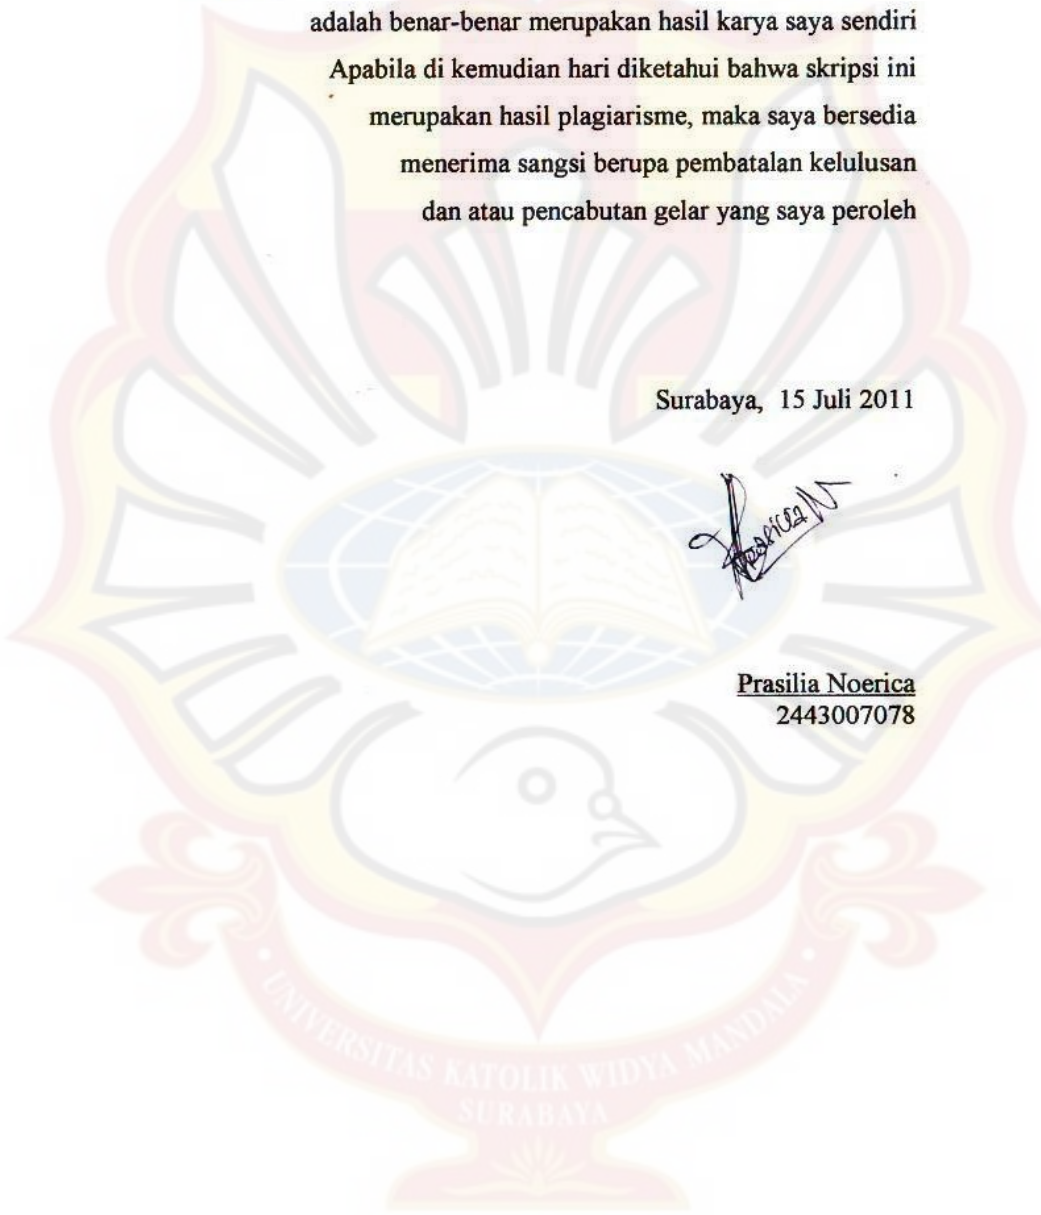 adalah benar-benar merupakan hasil karya saya sendiri
Apabila di kemudian hari diketahui bahwa skripsi ini
merupakan hasil plagiarisme, maka saya bersedia
menerima sangsi berupa pembatalan kelulusan
dan atau pencabutan gelar yang saya peroleh
Surabaya, 15 Juli 2011
Prasilia Noerica
2443007078
UNIVERSITAS KATOLIK WIDYA MANDALA
SURABAYA